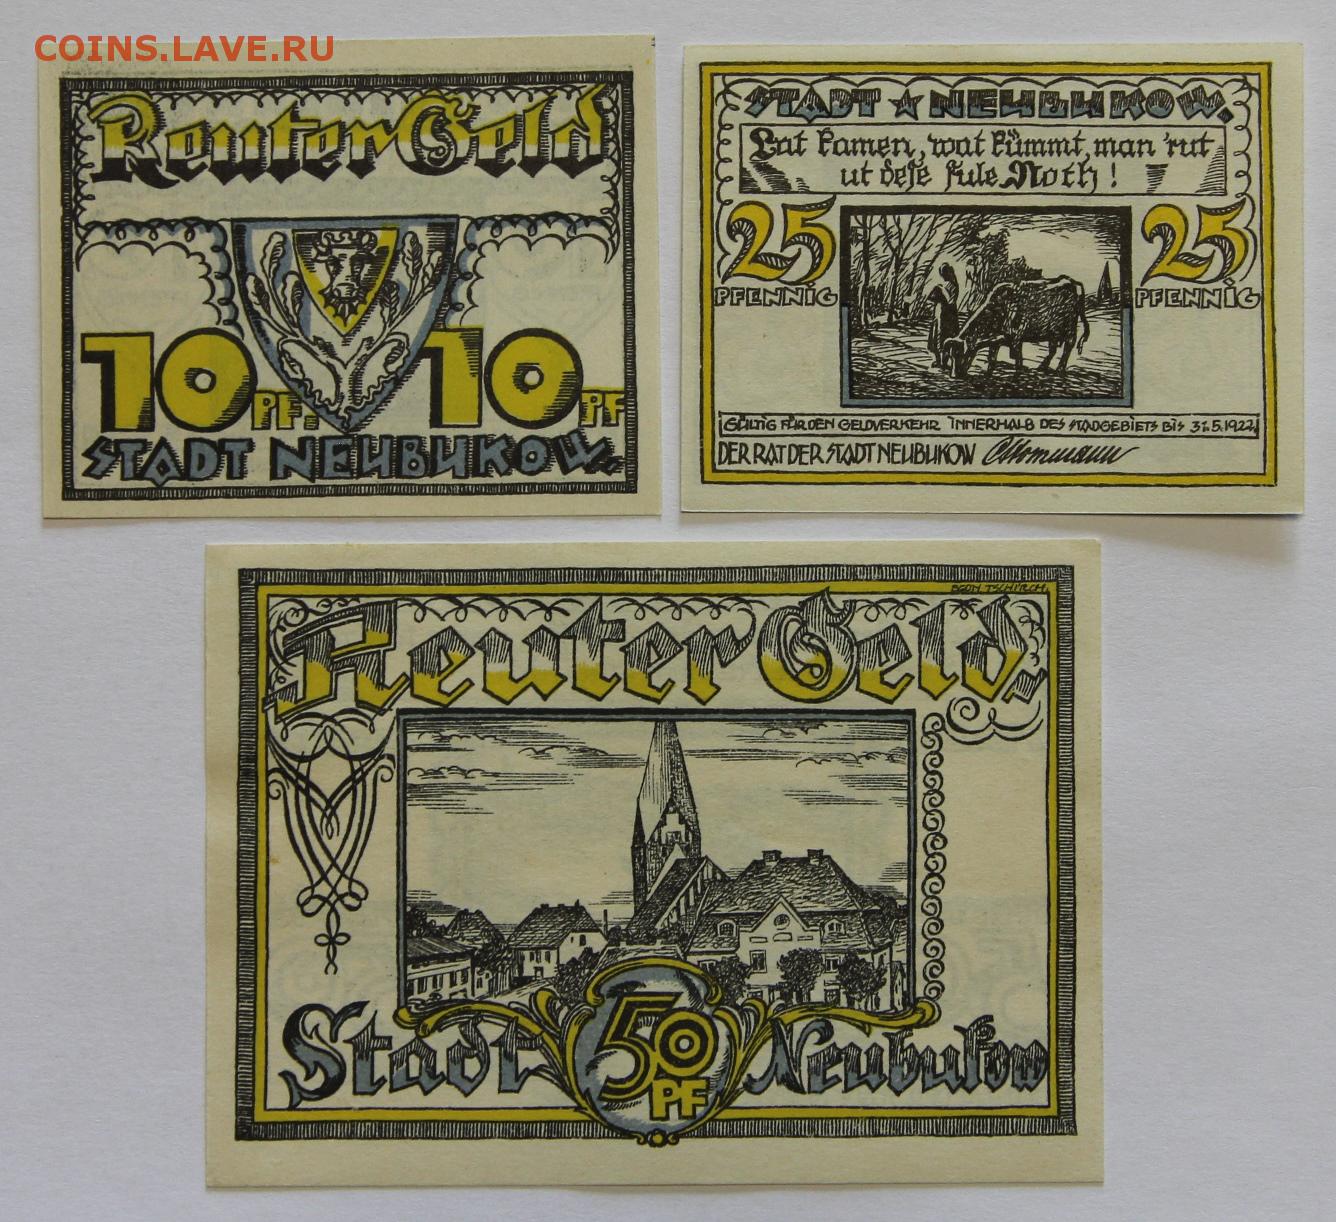 COINS.LAVE.RU
Reuter Geld
10 PF. 10 PF
STADT NEUBUKOW.
STADT ★ NEUBUKOW.
Lat kamen, wat kümmt, man 'rut
ut dese fule Noth!
25 25
PFENNIG PFENNIG
GÜLTIG FÜR DEN GELDVERKEHR INNERHALB DES STADGEBIETS BIS 31.5.1922.
DER RAT DER STADT NEUBUKOW
EGON TSCHIRCH.
Reuter Geld
Stadt 50 Neubukow
PF